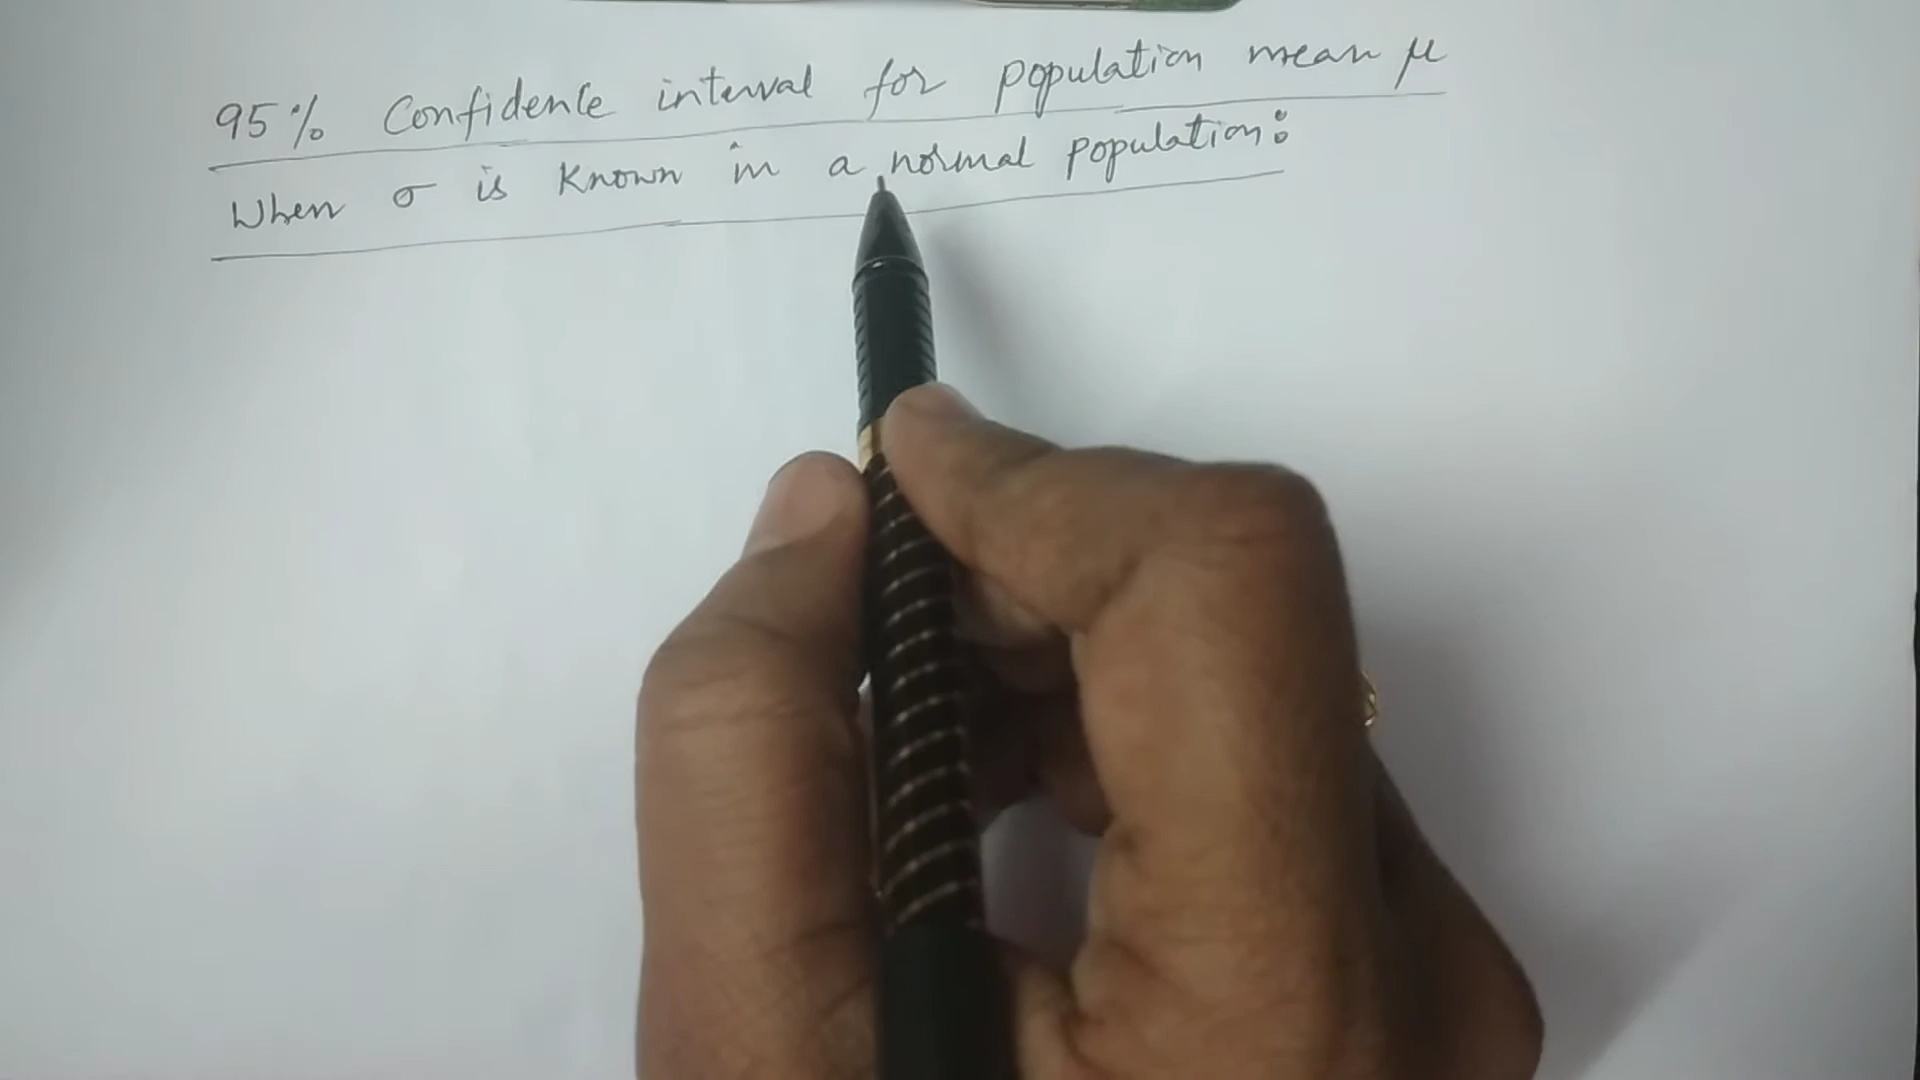 95% Confidence interval for population mean μ
When σ is known in a normal population: